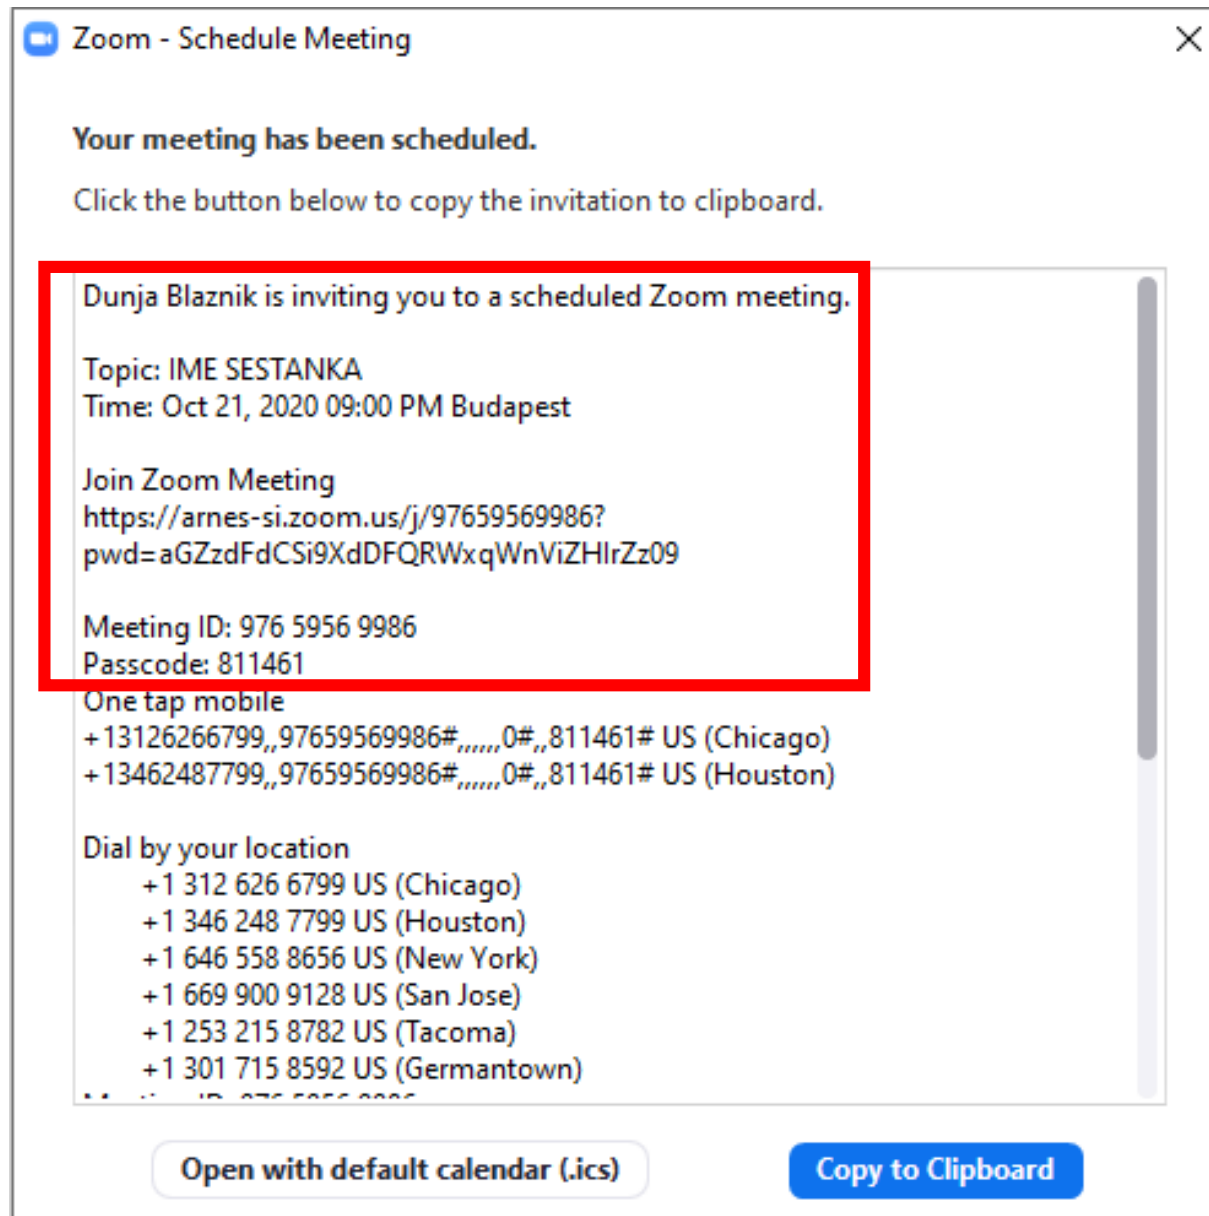 Zoom - Schedule Meeting
Your meeting has been scheduled.
Click the button below to copy the invitation to clipboard.
Dunja Blaznik is inviting you to a scheduled Zoom meeting.
Topic: IME SESTANKA
Time: Oct 21, 2020 09:00 PM Budapest
Join Zoom Meeting
https://arnes-si.zoom.us/j/97659569986?
pwd=aGZzdFdCSi9XdDFQRWxqWnViZHlrZz09
Meeting ID: 976 5956 9986
Passcode: 811461
One tap mobile
+13126266799,,97659569986#,,,,,,0#,,811461# US (Chicago)
+13462487799,,97659569986#,,,,,,0#,,811461# US (Houston)
Dial by your location
+1 312 626 6799 US (Chicago)
+1 346 248 7799 US (Houston)
+1 646 558 8656 US (New York)
+1 669 900 9128 US (San Jose)
+1 253 215 8782 US (Tacoma)
+1 301 715 8592 US (Germantown)
Meeting ID: 976 5956 9986
Open with default calendar (.ics)
Copy to Clipboard